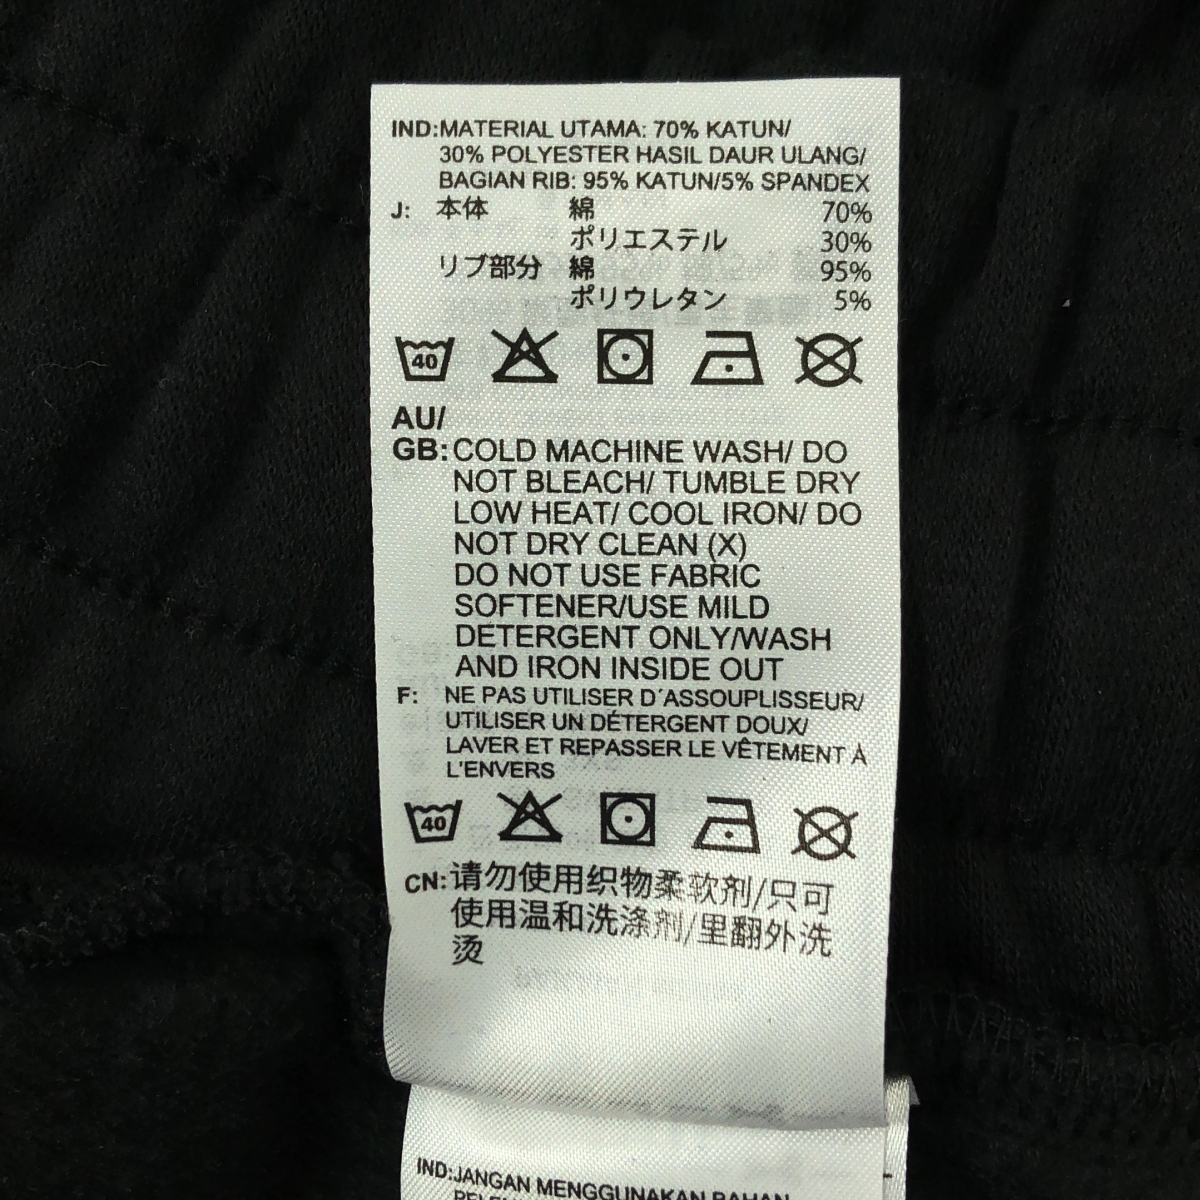 IND:MATERIAL UTAMA: 70% KATUN/
30% POLYESTER HASIL DAUR ULANG/
BAGIAN RIB: 95% KATUN/5% SPANDEX
J: 本体 綿 70%
ポリエステル 30%
リブ部分 綿 95%
ポリウレタン 5%
40
AU/
GB:COLD MACHINE WASH/ DO
NOT BLEACH/ TUMBLE DRY
LOW HEAT/ COOL IRON/ DO
NOT DRY CLEAN (X)
DO NOT USE FABRIC
SOFTENER/USE MILD
DETERGENT ONLY/WASH
AND IRON INSIDE OUT
F: NE PAS UTILISER D´ASSOUPLISSEUR/
UTILISER UN DÉTERGENT DOUX/
LAVER ET REPASSER LE VÊTEMENT À
L'ENVERS
40
CN:请勿使用织物柔软剂/只可
使用温和洗涤剂/里翻外洗
烫
IND:JANGAN MENGGUNAKAN BAHAN